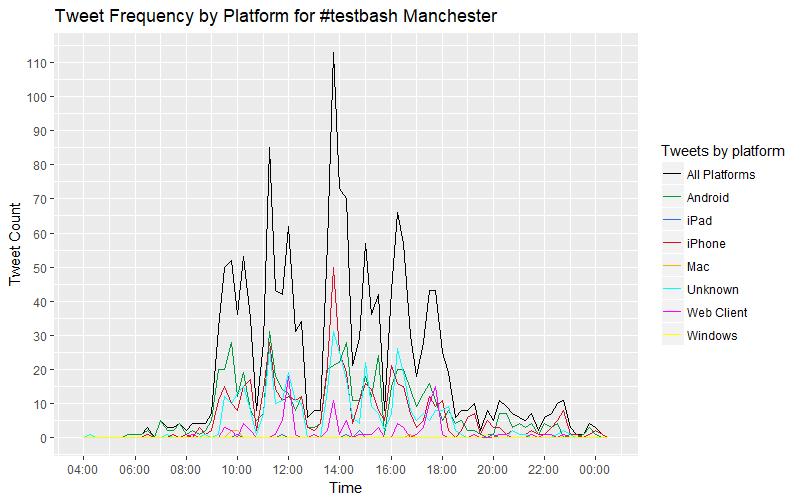 Tweet Frequency by Platform for #testbash Manchester
110
100
90
80
70
60
50
40
30
20
10
0
Tweet Count
04:00 06:00 08:00 10:00 12:00 14:00 16:00 18:00 20:00 22:00 00:00
Time
Tweets by platform
All Platforms
Android
iPad
iPhone
Mac
Unknown
Web Client
Windows